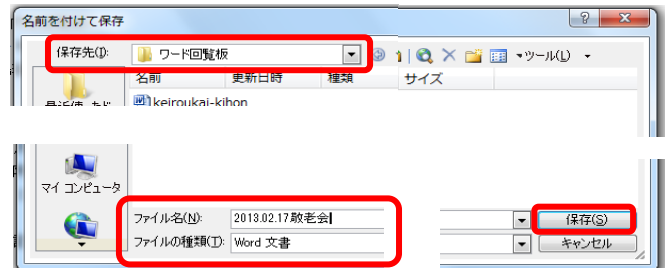 名前を付けて保存
保存先(I): ワード回覧板 ツール(L)
名前 更新日時 種類 サイズ
keiroukai-kihon
マイ コンピュータ
ファイル名(N): 2013.02.17敬老会 保存(S)
ファイルの種類(T): Word 文書 キャンセル